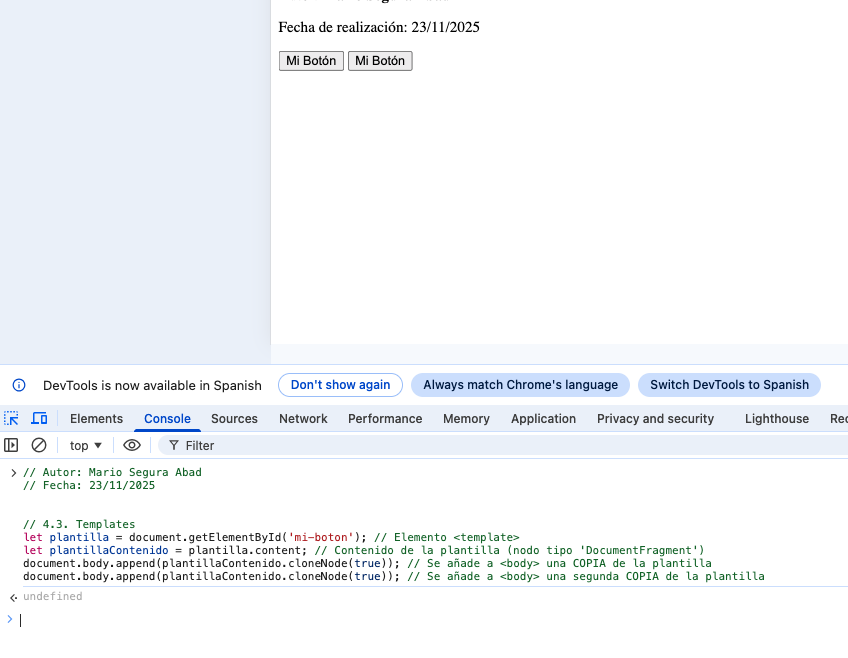 Fecha de realización: 23/11/2025
Mi Botón Mi Botón
DevTools is now available in Spanish Don't show again Always match Chrome's language Switch DevTools to Spanish
Elements Console Sources Network Performance Memory Application Privacy and security Lighthouse Rec
top ▼ Filter
> // Autor: Mario Segura Abad
// Fecha: 23/11/2025
// 4.3. Templates
let plantilla = document.getElementById('mi-boton'); // Elemento <template>
let plantillaContenido = plantilla.content; // Contenido de la plantilla (nodo tipo 'DocumentFragment')
document.body.append(plantillaContenido.cloneNode(true)); // Se añade a <body> una COPIA de la plantilla
document.body.append(plantillaContenido.cloneNode(true)); // Se añade a <body> una segunda COPIA de la plantilla
undefined
>